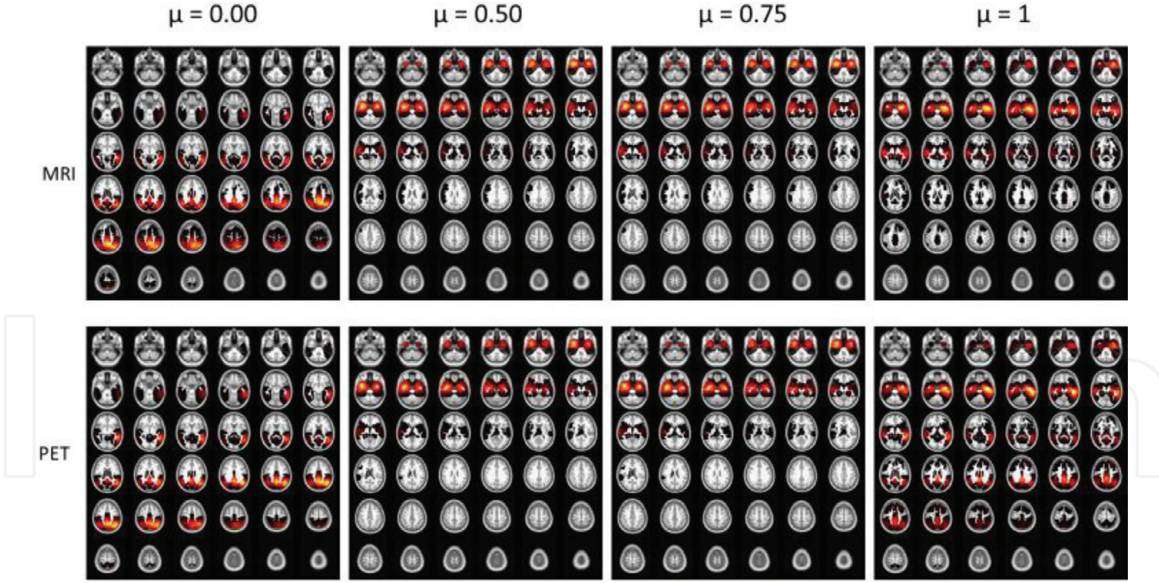 μ = 0.00 μ = 0.50 μ = 0.75 μ = 1
MRI
PET